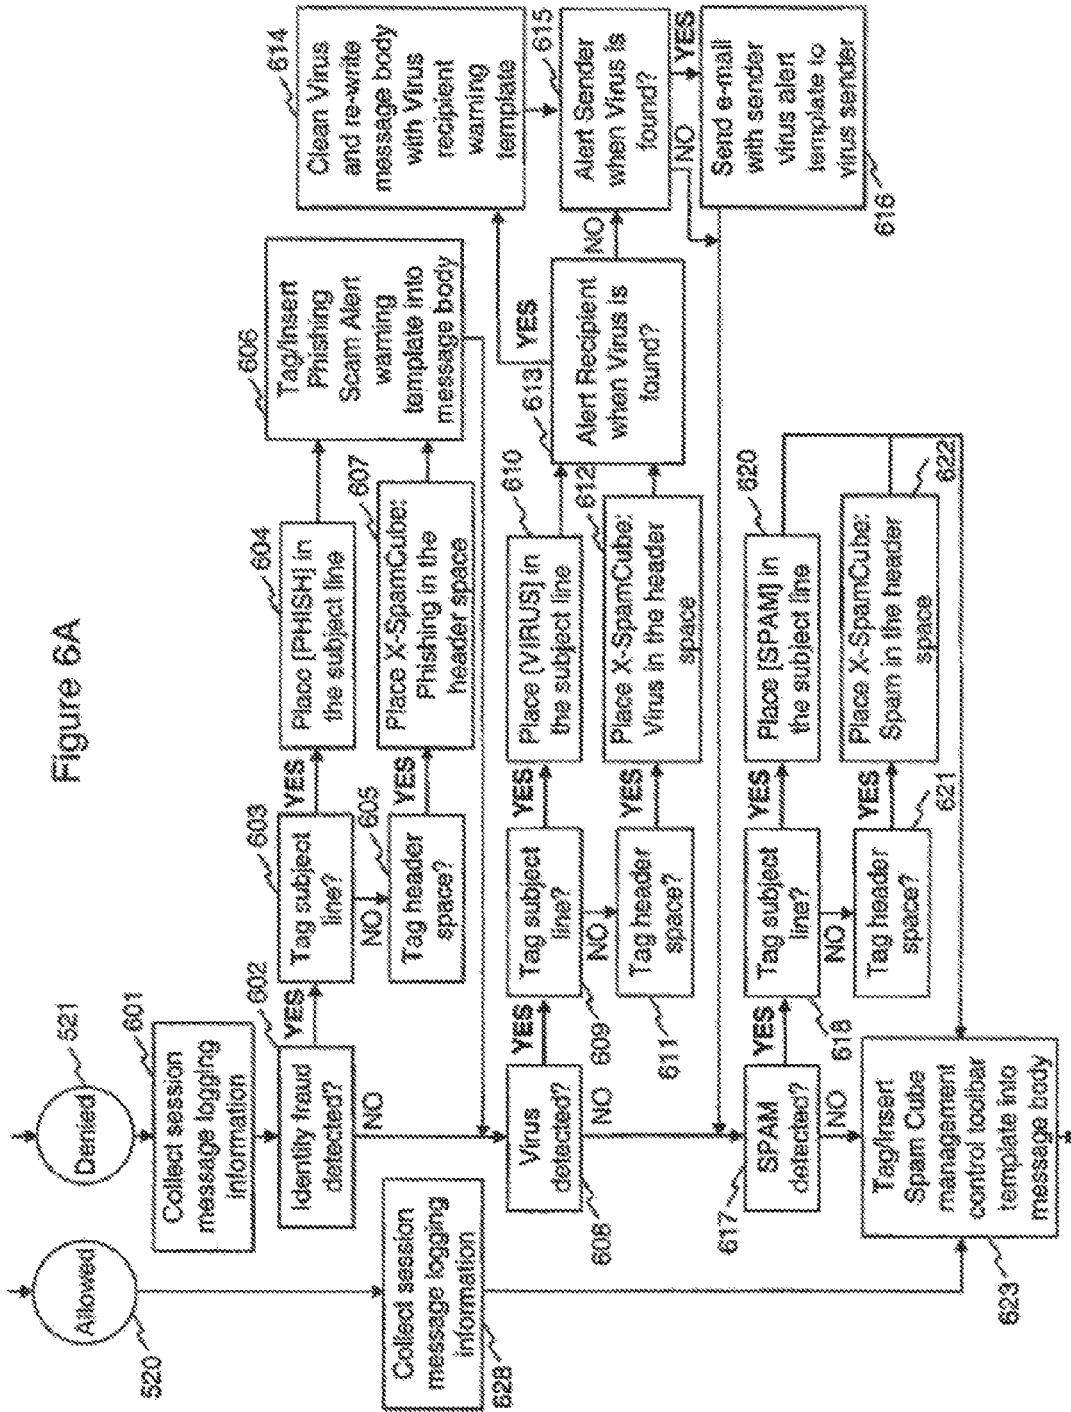 Figure 6A
Allowed
520
Denied
521
Collect session
message logging
information
601
Identity fraud
detected?
602
YES
NO
Tag subject
line?
603
YES
NO
Place [PHISH] in
the subject line
604
Tag header
space?
605
YES
Place X-SpamCube:
Phishing in the
header space
607
Tag/Insert
Phishing
Scam Alert
warning
template into
message body
606
Collect session
message logging
information
628
Virus
detected?
608
YES
NO
Tag subject
line?
609
YES
NO
Place [VIRUS] in
the subject line
610
Tag header
space?
611
YES
Place X-SpamCube:
Virus in the header
space
612
Alert Recipient
when Virus is
found?
613
YES
NO
Clean Virus
and re-write
message body
with Virus
recipient
warning
template
614
Alert Sender
when Virus is
found?
615
YES
NO
Send e-mail
with sender
virus alert
template to
virus sender
616
SPAM
detected?
617
YES
NO
Tag subject
line?
618
YES
NO
Place [SPAM] in
the subject line
620
Tag header
space?
621
YES
Place X-SpamCube:
Spam in the header
space
622
Tag/Insert
Spam Cube
management
control toolbar
template into
message body
623